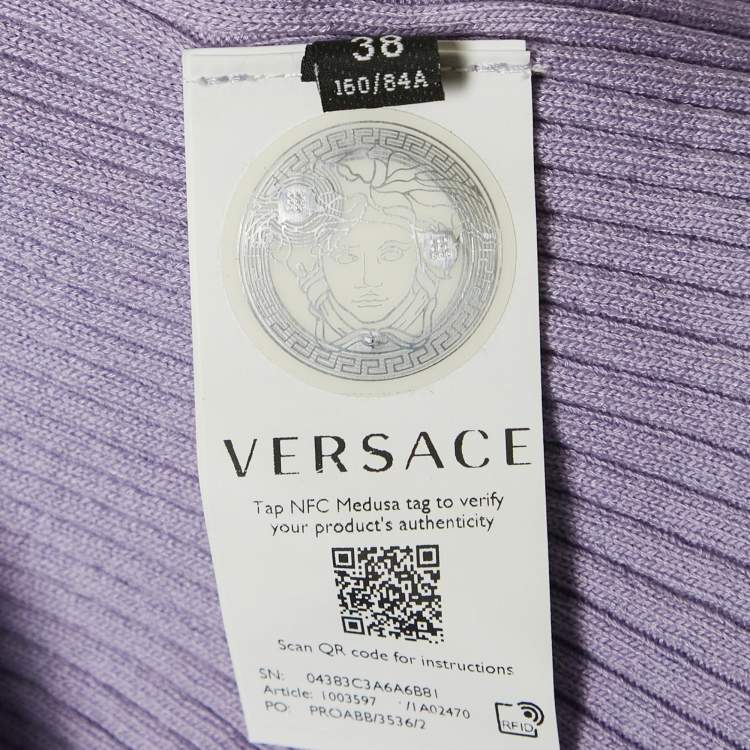 38
160/84A
VERSACE
Tap NFC Medusa tag to verify
your product's authenticity
Scan QR code for instructions
SN: 04383C3A6A6B81
Article: 1003597 /1A02470
PO: PROABB/3536/2
RFID